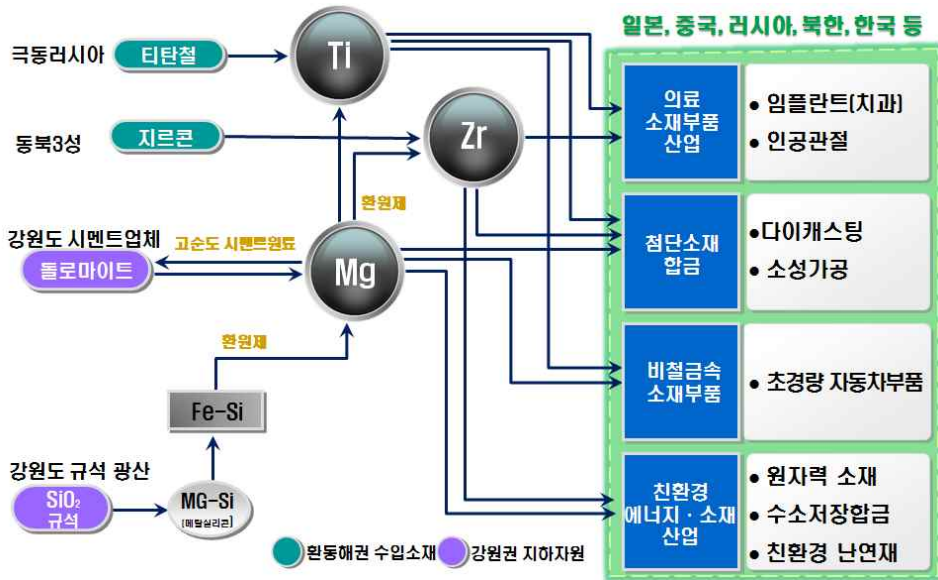 일본, 중국, 러시아, 북한, 한국 등
극동러시아
티탄철
Ti
동북3성
지르콘
Zr
환원제
강원도 시멘트업체
고순도 시멘트원료
돌로마이트
Mg
환원제
Fe-Si
강원도 규석 광산
SiO₂
규석
MG-Si
[메탈실리콘]
의료
소재부품
산업
• 임플란트(치과)
• 인공관절
첨단소재
합금
•다이캐스팅
• 소성가공
비철금속
소재부품
• 초경량 자동차부품
친환경
에너지 · 소재
산업
• 원자력 소재
• 수소저장합금
• 친환경 난연재
환동해권 수입소재
강원권 지하자원